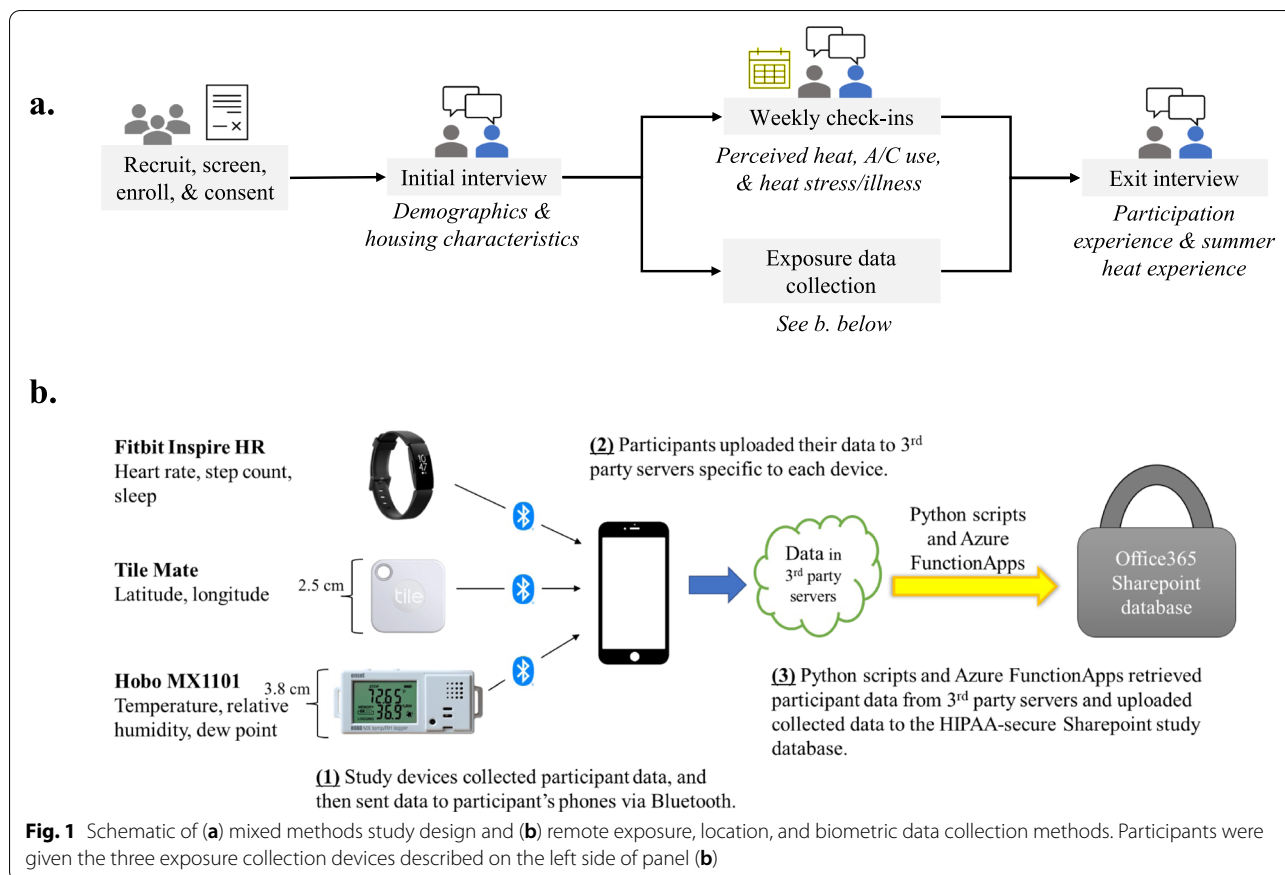 a.
Recruit, screen,
enroll, & consent
Initial interview
Demographics &
housing characteristics
Weekly check-ins
Perceived heat, A/C use,
& heat stress/illness
Exposure data
collection
See b. below
Exit interview
Participation
experience & summer
heat experience
b.
Fitbit Inspire HR
Heart rate, step count,
sleep
Tile Mate
Latitude, longitude
2.5 cm
tile
Hobo MX1101
Temperature, relative
humidity, dew point
3.8 cm
onset
72.65
36.9
(1) Study devices collected participant data, and
then sent data to participant's phones via Bluetooth.
(2) Participants uploaded their data to 3rd
party servers specific to each device.
Data in
3rd party
servers
Python scripts
and Azure
FunctionApps
Office365
Sharepoint
database
(3) Python scripts and Azure FunctionApps retrieved
participant data from 3rd party servers and uploaded
collected data to the HIPAA-secure Sharepoint study
database.
Fig. 1 Schematic of (a) mixed methods study design and (b) remote exposure, location, and biometric data collection methods. Participants were
given the three exposure collection devices described on the left side of panel (b)